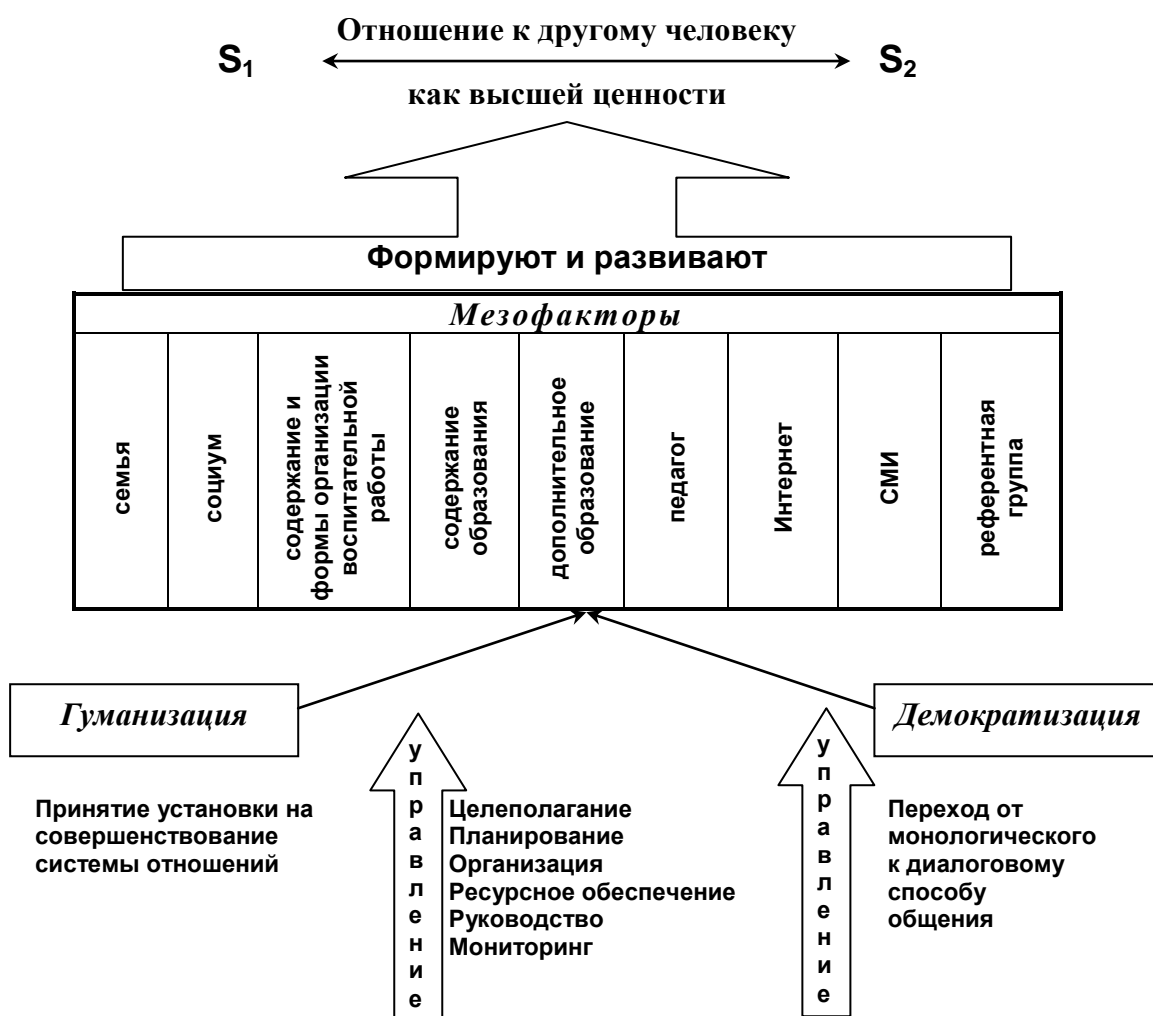 Отношение к другому человеку
S₁
S₂
как высшей ценности
Формируют и развивают
Мезофакторы
семья
социум
содержание и
формы организации
воспитательной
работы
содержание
образования
дополнительное
образование
педагог
Интернет
СМИ
референтная
группа
Гуманизация
Демократизация
управление
управление
Принятие установки на
совершенствование
системы отношений
Целеполагание
Планирование
Организация
Ресурсное обеспечение
Руководство
Мониторинг
Переход от
монологического
к диалоговому
способу
общения